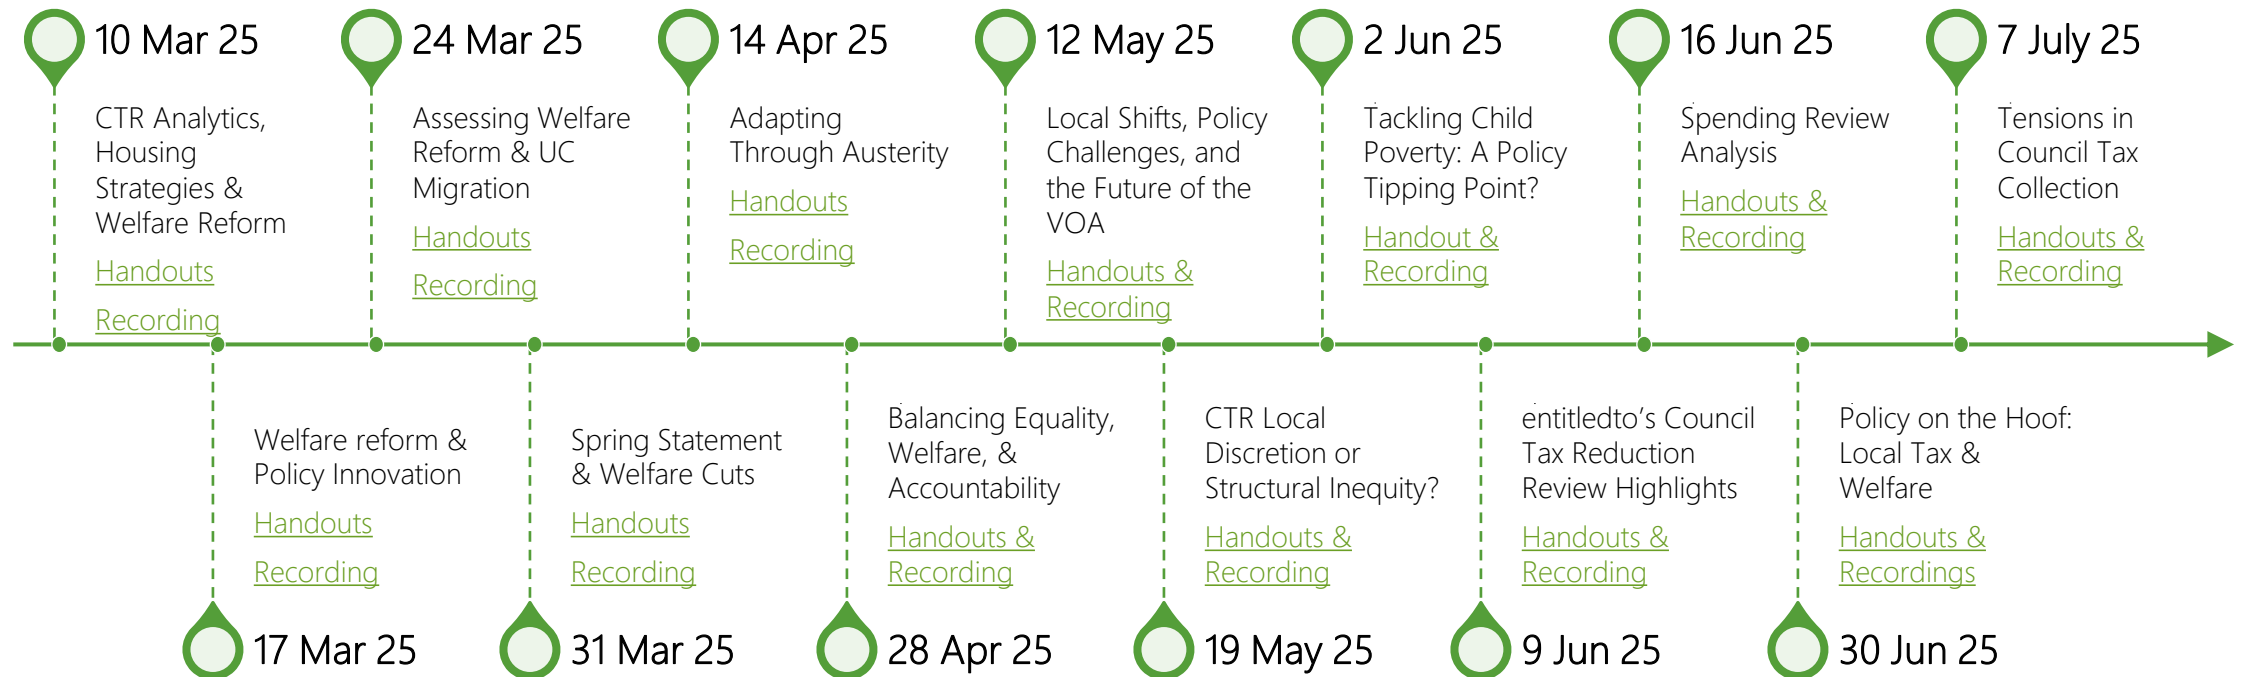 10 Mar 25
CTR Analytics,
Housing
Strategies &
Welfare Reform
Handouts
Recording
24 Mar 25
Assessing Welfare
Reform & UC
Migration
Handouts
Recording
14 Apr 25
Adapting
Through Austerity
Handouts
Recording
12 May 25
Local Shifts, Policy
Challenges, and
the Future of the
VOA
Handouts &
Recording
2 Jun 25
Tackling Child
Poverty: A Policy
Tipping Point?
Handout &
Recording
16 Jun 25
Spending Review
Analysis
Handouts &
Recording
7 July 25
Tensions in
Council Tax
Collection
Handouts &
Recording
Welfare reform &
Policy Innovation
Handouts
Recording
17 Mar 25
Spring Statement
& Welfare Cuts
Handouts
Recording
31 Mar 25
Balancing Equality,
Welfare, &
Accountability
Handouts &
Recording
28 Apr 25
CTR Local
Discretion or
Structural Inequity?
Handouts &
Recording
19 May 25
entitledto’s Council
Tax Reduction
Review Highlights
Handouts &
Recording
9 Jun 25
Policy on the Hoof:
Local Tax &
Welfare
Handouts &
Recordings
30 Jun 25